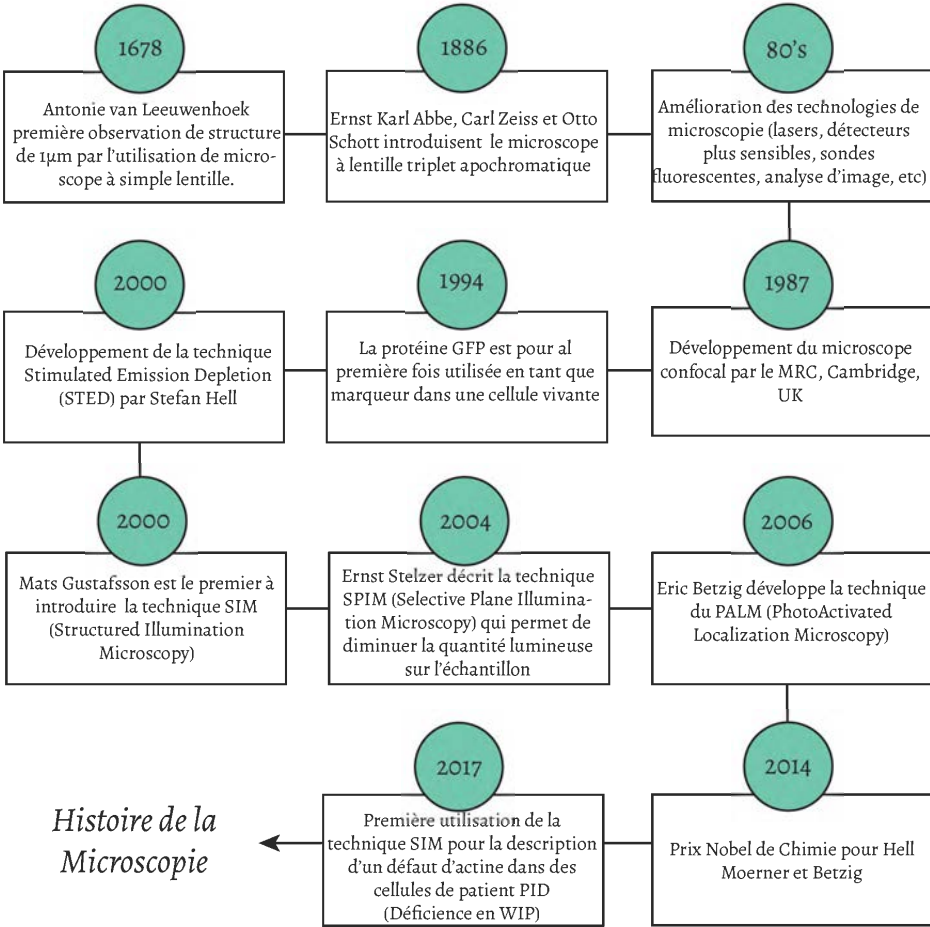 1678
Antonie van Leeuwenhoek
première observation de structure
de 1µm par l'utilisation de micro-
scope à simple lentille.
1886
Ernst Karl Abbe, Carl Zeiss et Otto
Schott introduisent le microscope
à lentille triplet apochromatique
80's
Amélioration des technologies de
microscopie (lasers, détecteurs
plus sensibles, sondes
fluorescentes, analyse d'image, etc)
1987
Développement du microscope
confocal par le MRC, Cambridge,
UK
1994
La protéine GFP est pour al
première fois utilisée en tant que
marqueur dans une cellule vivante
2000
Développement de la technique
Stimulated Emission Depletion
(STED) par Stefan Hell
2000
Mats Gustafsson est le premier à
introduire la technique SIM
(Structured Illumination
Microscopy)
2004
Ernst Stelzer décrit la technique
SPIM (Selective Plane Illumina-
tion Microscopy) qui permet de
diminuer la quantité lumineuse
sur l'échantillon
2006
Eric Betzig développe la technique
du PALM (PhotoActivated
Localization Microscopy)
2014
Prix Nobel de Chimie pour Hell
Moerner et Betzig
2017
Première utilisation de la
technique SIM pour la description
d'un défaut d'actine dans des
cellules de patient PID
(Déficience en WIP)
Histoire de la
Microscopie